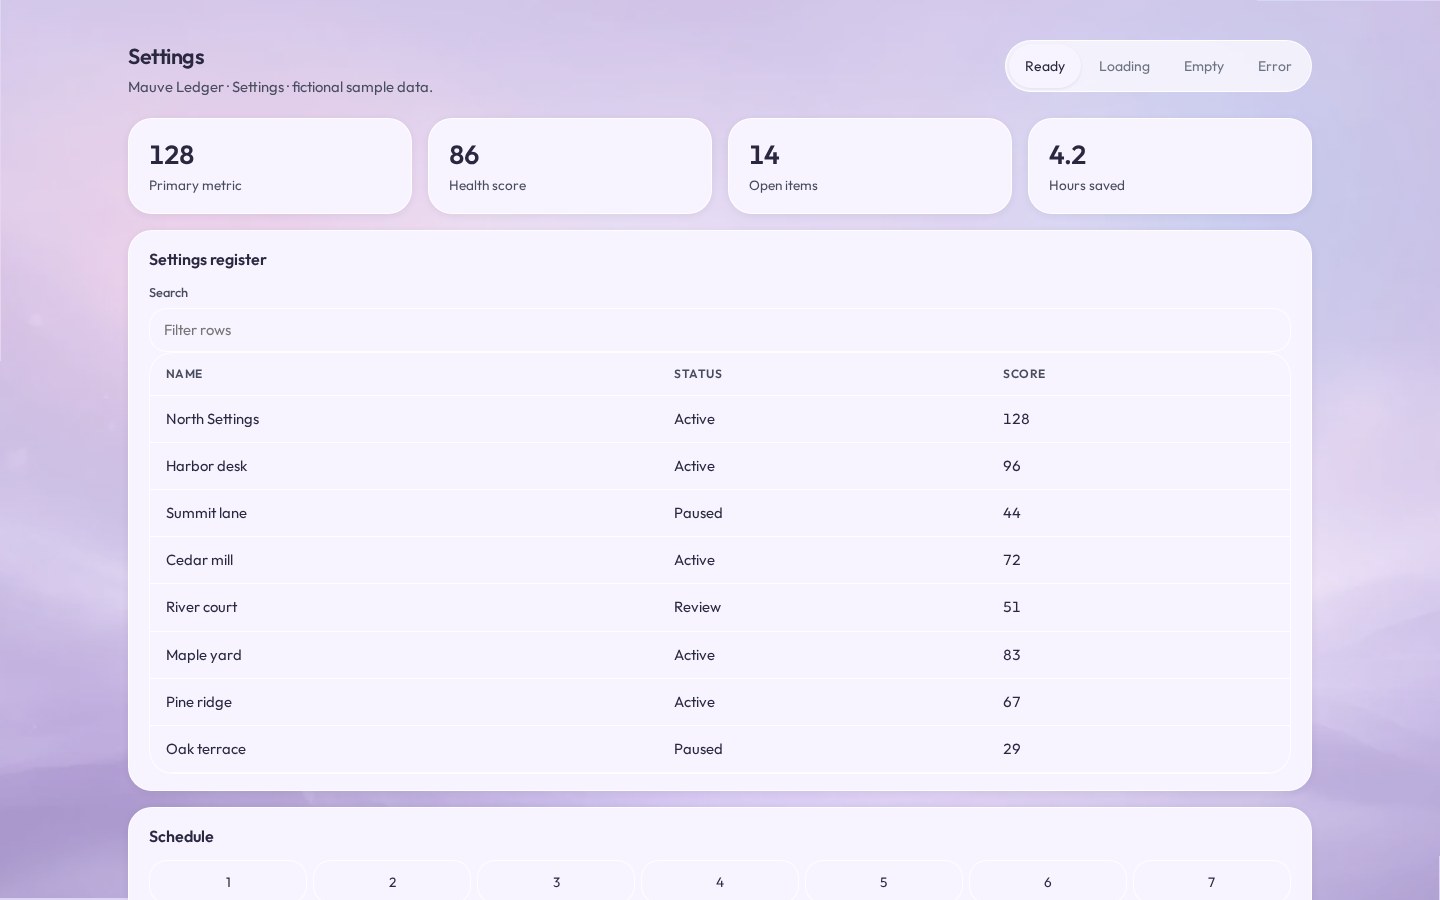 Settings
Mauve Ledger · Settings · fictional sample data.
Ready Loading Empty Error
128
Primary metric
86
Health score
14
Open items
4.2
Hours saved
Settings register
Search
Filter rows
NAME STATUS SCORE
North Settings Active 128
Harbor desk Active 96
Summit lane Paused 44
Cedar mill Active 72
River court Review 51
Maple yard Active 83
Pine ridge Active 67
Oak terrace Paused 29
Schedule
1 2 3 4 5 6 7